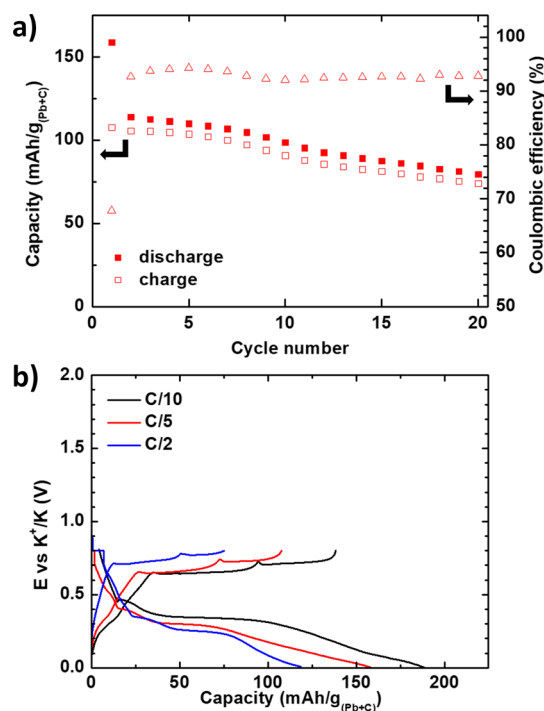 a)
Capacity (mAh/g(Pb+C))
150
100
50
0
100
90
80
70
60
50
Coulombic efficiency (%)
discharge
charge
0 5 10 15 20
Cycle number
b)
E vs K+/K (V)
2.0
1.5
1.0
0.5
0.0
C/10
C/5
C/2
0 50 100 150 200
Capacity (mAh/g(Pb+C))